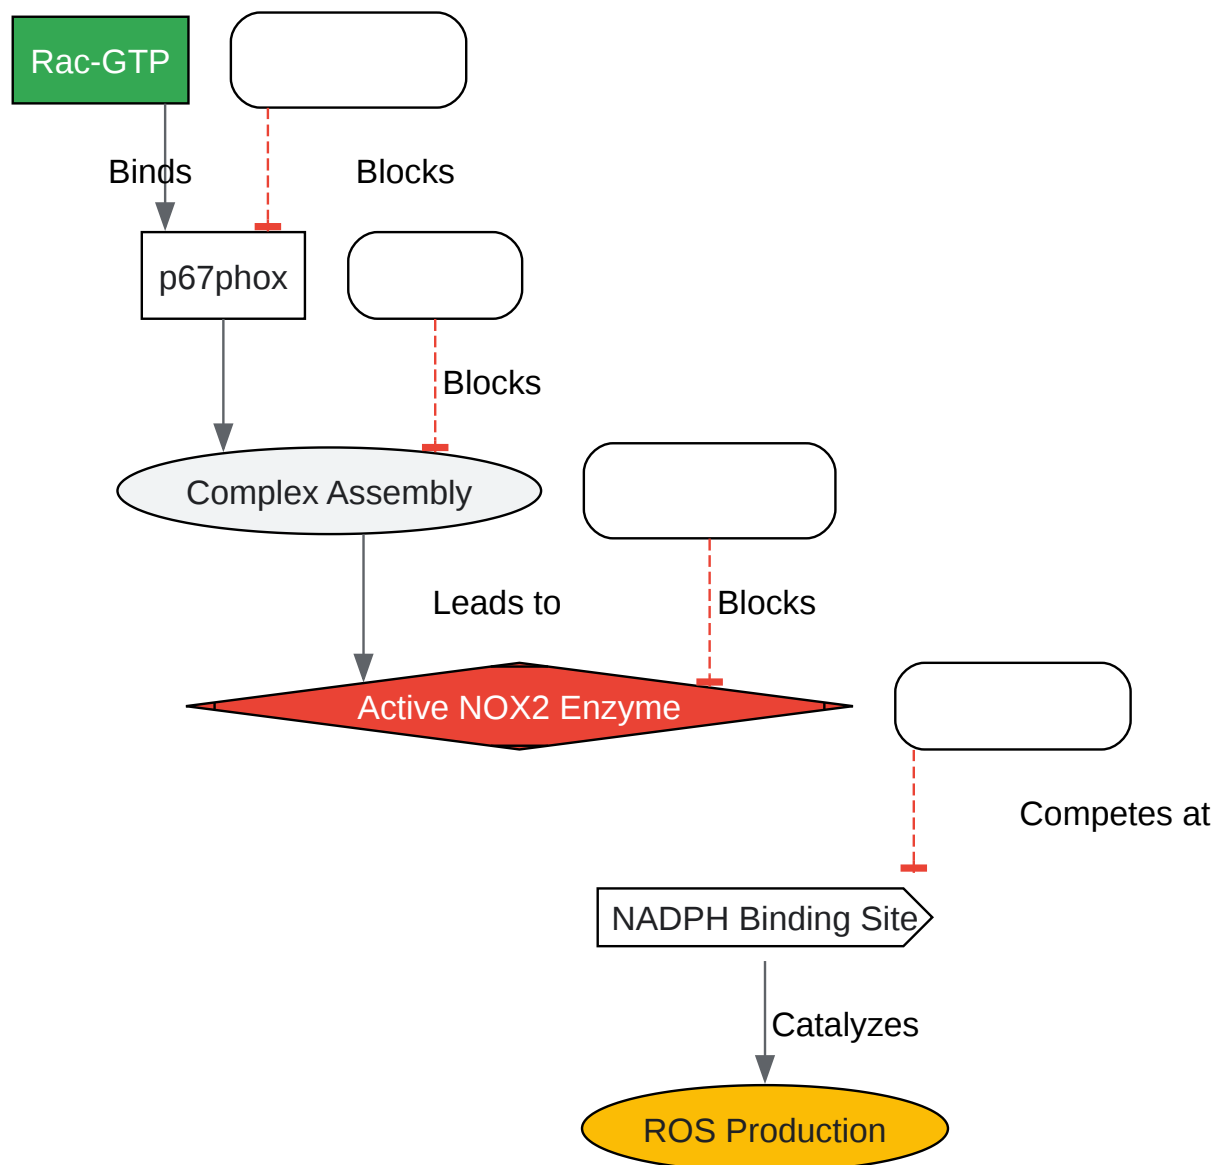 Rac-GTP
Binds
Blocks
p67phox
Blocks
Complex Assembly
Leads to
Blocks
Active NOX2 Enzyme
Competes at
NADPH Binding Site
Catalyzes
ROS Production